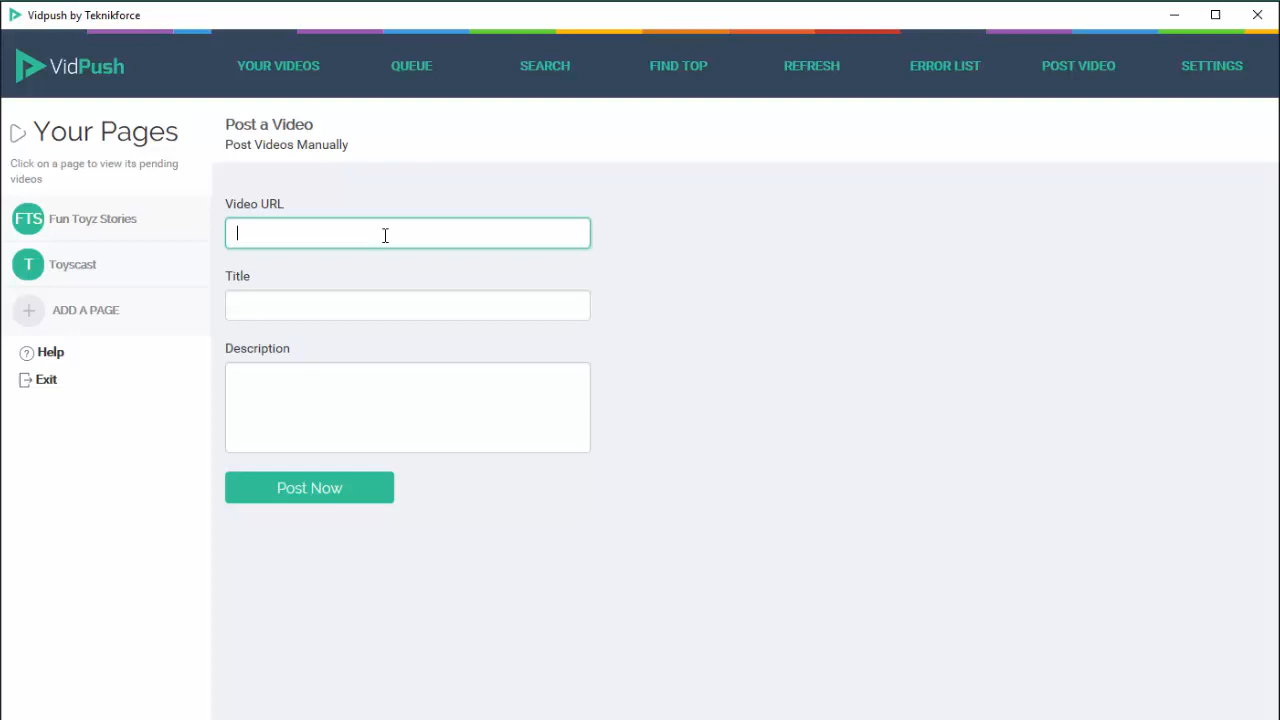 Vidpush by Teknikforce
VidPush
YOUR VIDEOS
QUEUE
SEARCH
FIND TOP
REFRESH
ERROR LIST
POST VIDEO
SETTINGS
Your Pages
Click on a page to view its pending
videos
FTS Fun Toyz Stories
T Toyscast
+ ADD A PAGE
? Help
Exit
Post a Video
Post Videos Manually
Video URL
Title
Description
Post Now